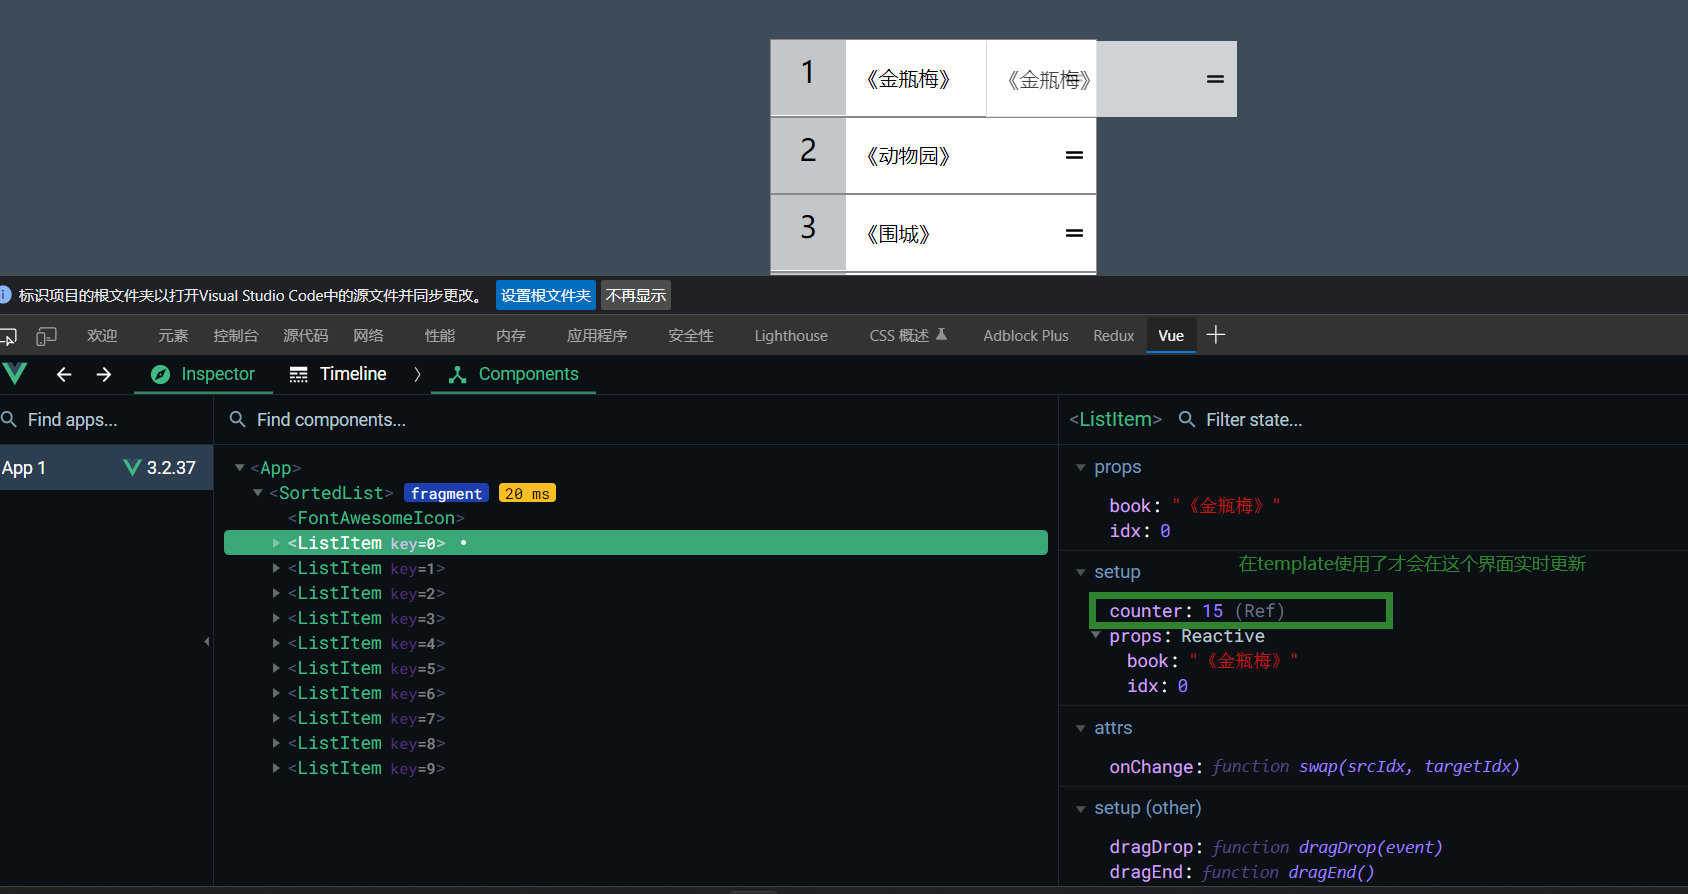 1 《金瓶梅》 《金瓶梅》
2 《动物园》
3 《围城》
标识项目的根文件夹以打开Visual Studio Code中的源文件并同步更改。 设置根文件夹 不再显示
欢迎 元素 控制台 源代码 网络 性能 内存 应用程序 安全性 Lighthouse CSS 概述 Adblock Plus Redux Vue
Inspector Timeline Components
Find apps... Find components... <ListItem> Filter state...
App 1 3.2.37
<App>
<SortedList> fragment 20 ms
<FontAwesomeIcon>
<ListItem key=0>
<ListItem key=1>
<ListItem key=2>
<ListItem key=3>
<ListItem key=4>
<ListItem key=5>
<ListItem key=6>
<ListItem key=7>
<ListItem key=8>
<ListItem key=9>
props
book: "《金瓶梅》"
idx: 0
在template使用了才会在这个界面实时更新
setup
counter: 15 (Ref)
props: Reactive
book: "《金瓶梅》"
idx: 0
attrs
onChange: function swap(srcIdx, targetIdx)
setup (other)
dragDrop: function dragDrop(event)
dragEnd: function dragEnd()